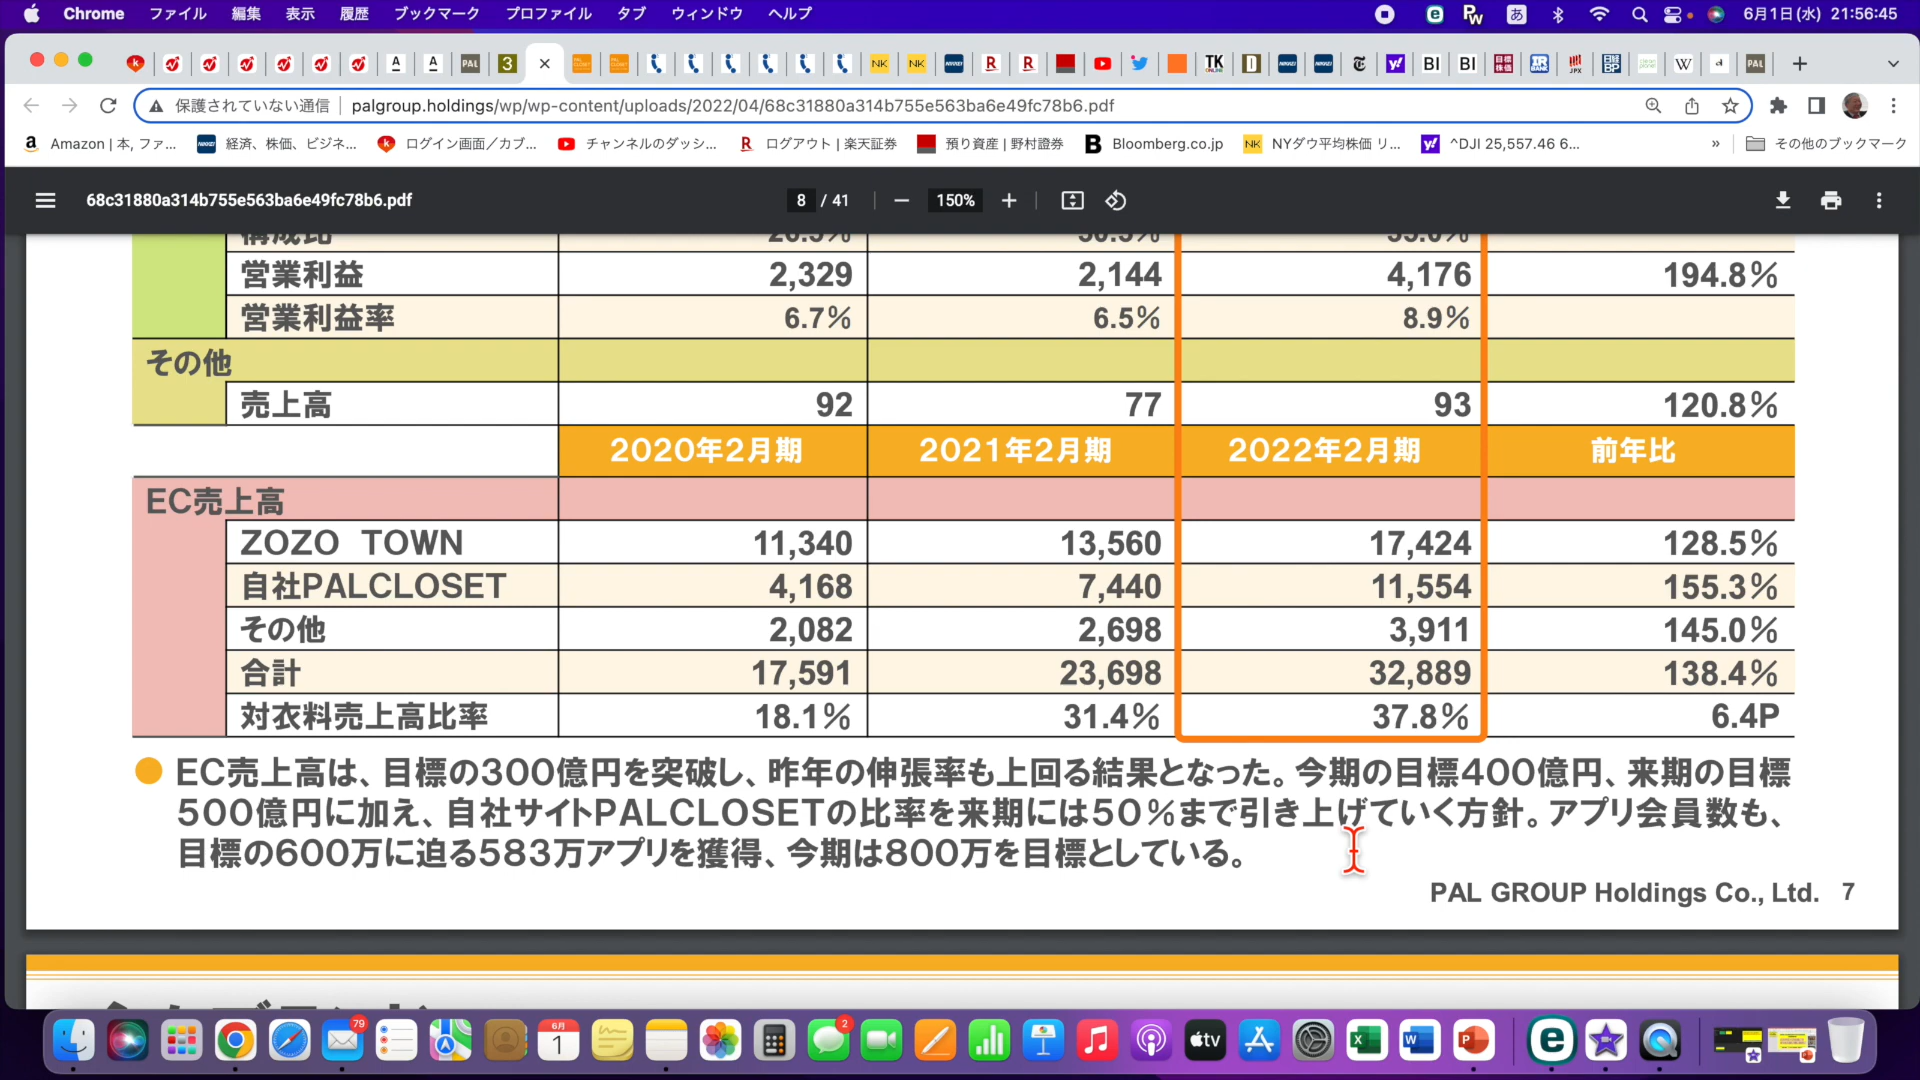 Chrome ファイル 編集 表示 履歴 ブックマーク プロファイル タブ ウィンドウ ヘルプ 6月1日(水) 21:56:45
保護されていない通信 palgroup.holdings/wp/wp-content/uploads/2022/04/68c31880a314b755e563ba6e49fc78b6.pdf
Amazon | 本, ファ... 経済、株価、ビジネ... ログイン画面／カブ... チャンネルのダッシ... ログアウト | 楽天証券 預り資産 | 野村證券 Bloomberg.co.jp NYダウ平均株価 リ... ^DJI 25,557.46 6... » その他のブックマーク
68c31880a314b755e563ba6e49fc78b6.pdf 8 / 41 150%
営業利益 2,329 2,144 4,176 194.8%
営業利益率 6.7% 6.5% 8.9%
その他
売上高 92 77 93 120.8%
2020年2月期 2021年2月期 2022年2月期 前年比
EC売上高
ZOZO TOWN 11,340 13,560 17,424 128.5%
自社PALCLOSET 4,168 7,440 11,554 155.3%
その他 2,082 2,698 3,911 145.0%
合計 17,591 23,698 32,889 138.4%
対衣料売上高比率 18.1% 31.4% 37.8% 6.4P
EC売上高は、目標の300億円を突破し、昨年の伸張率も上回る結果となった。今期の目標400億円、来期の目標
500億円に加え、自社サイトPALCLOSETの比率を来期には50％まで引き上げていく方針。アプリ会員数も、
目標の600万に迫る583万アプリを獲得、今期は800万を目標としている。
PAL GROUP Holdings Co., Ltd. 7